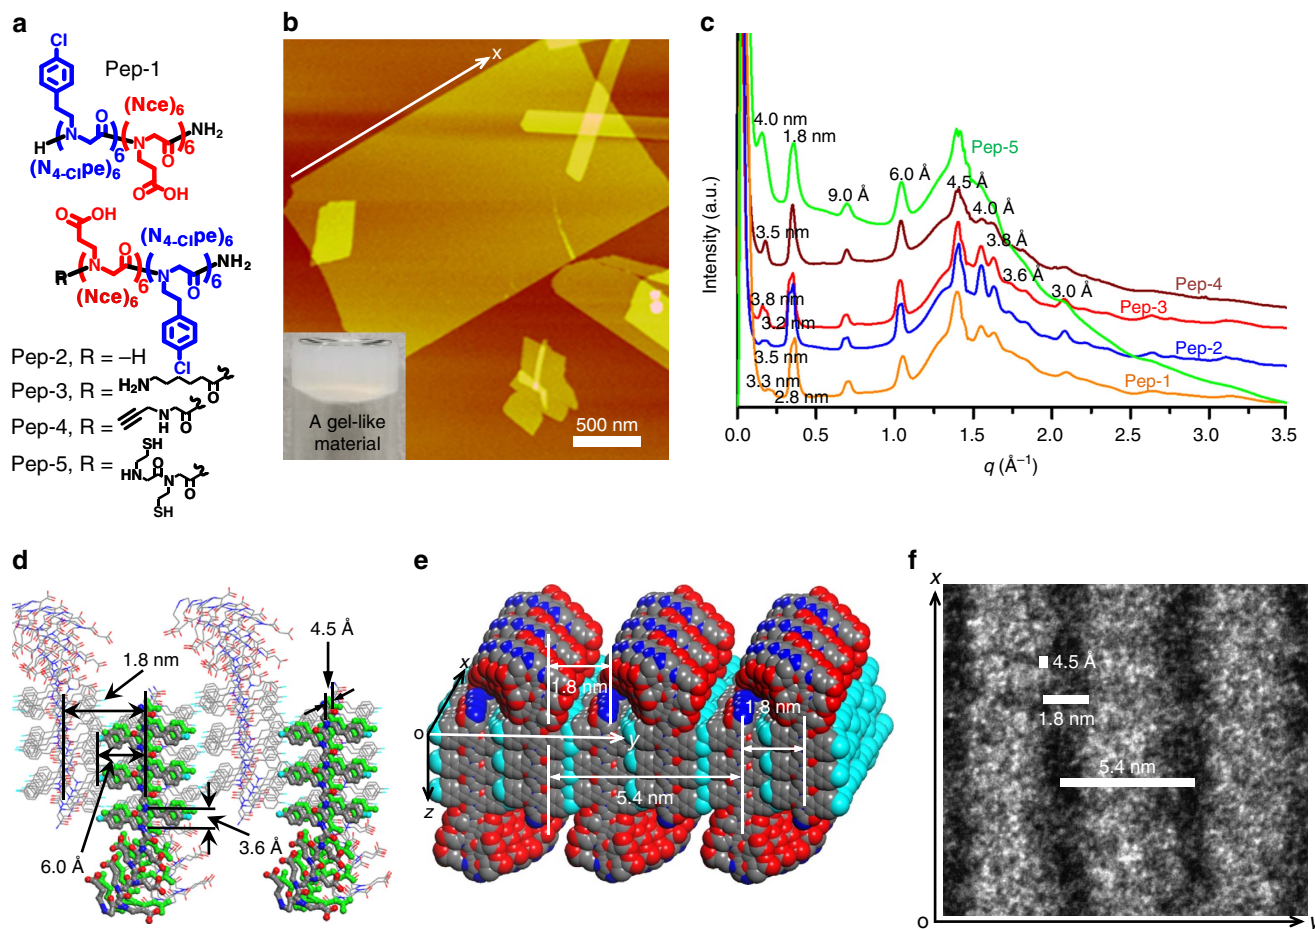 a
Cl
Pep-1
(Nce)6
H
N
O
6
N
O
6
NH2
(N4-Clpe)6
O
OH
O
OH
(N4-Clpe)6
R
N
O
6
N
O
6
NH2
(Nce)6
Cl
Pep-2, R = –H
Pep-3, R =
H2N
O
Pep-4, R =
N
H
O
SH
Pep-5, R =
HN
O
N
O
SH
b
x
A gel-like
material
500 nm
c
Intensity (a.u.)
4.0 nm
1.8 nm
9.0 Å
6.0 Å
4.5 Å
4.0 Å
3.8 Å
3.6 Å
3.0 Å
3.5 nm
3.8 nm
3.2 nm
3.5 nm
3.3 nm
2.8 nm
Pep-5
Pep-4
Pep-3
Pep-2
Pep-1
0.0
0.5
1.0
1.5
2.0
2.5
3.0
3.5
q (Å−1)
d
4.5 Å
1.8 nm
6.0 Å
3.6 Å
e
x
o
y
z
1.8 nm
1.8 nm
5.4 nm
f
x
4.5 Å
1.8 nm
5.4 nm
o
y